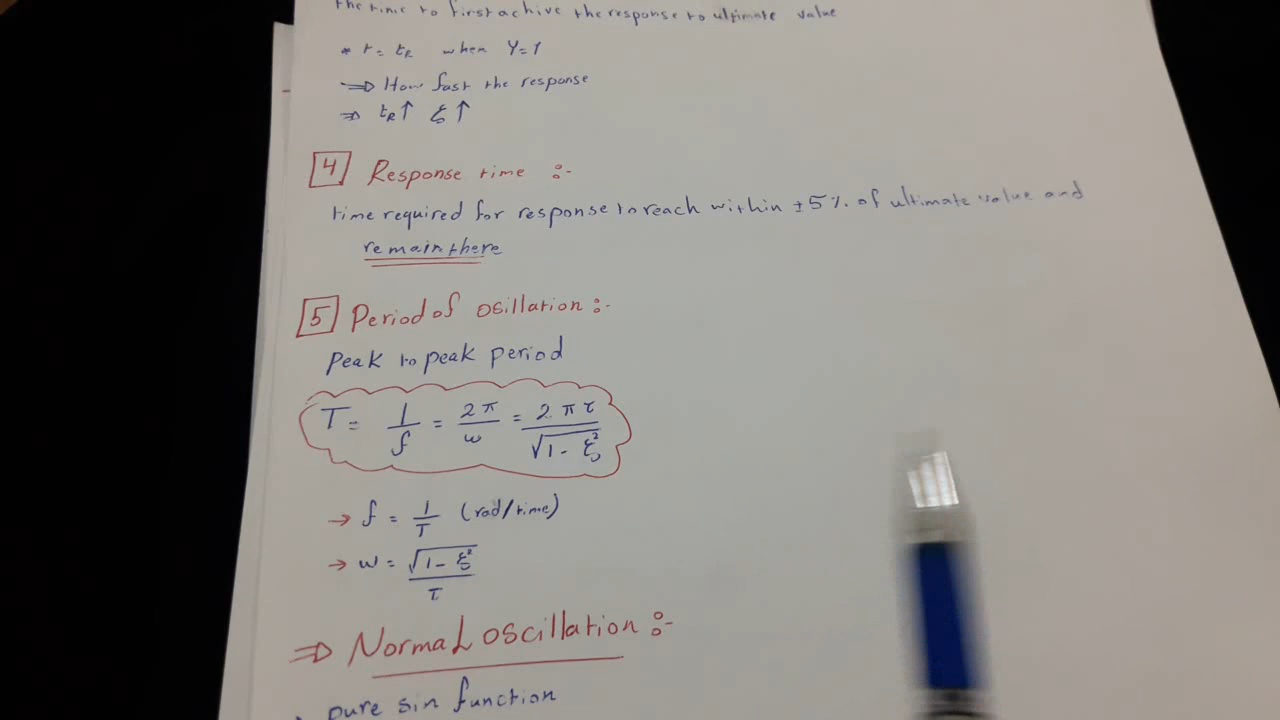 the time to first achive the response to ultimate value
* t = tR when Y=1
⇒ How fast the response
⇒ tR↑ ξ↑
4 Response time :-
time required for response to reach within ±5% of ultimate value and
remain there
5 Period of osillation :-
Peak to peak period
T = 1/f = 2π/ω = 2πτ/√1-ξ²
→ f = 1/T (rad/time)
→ ω = √1-ξ²/τ
⇒ Normal oscillation :-
pure sin function